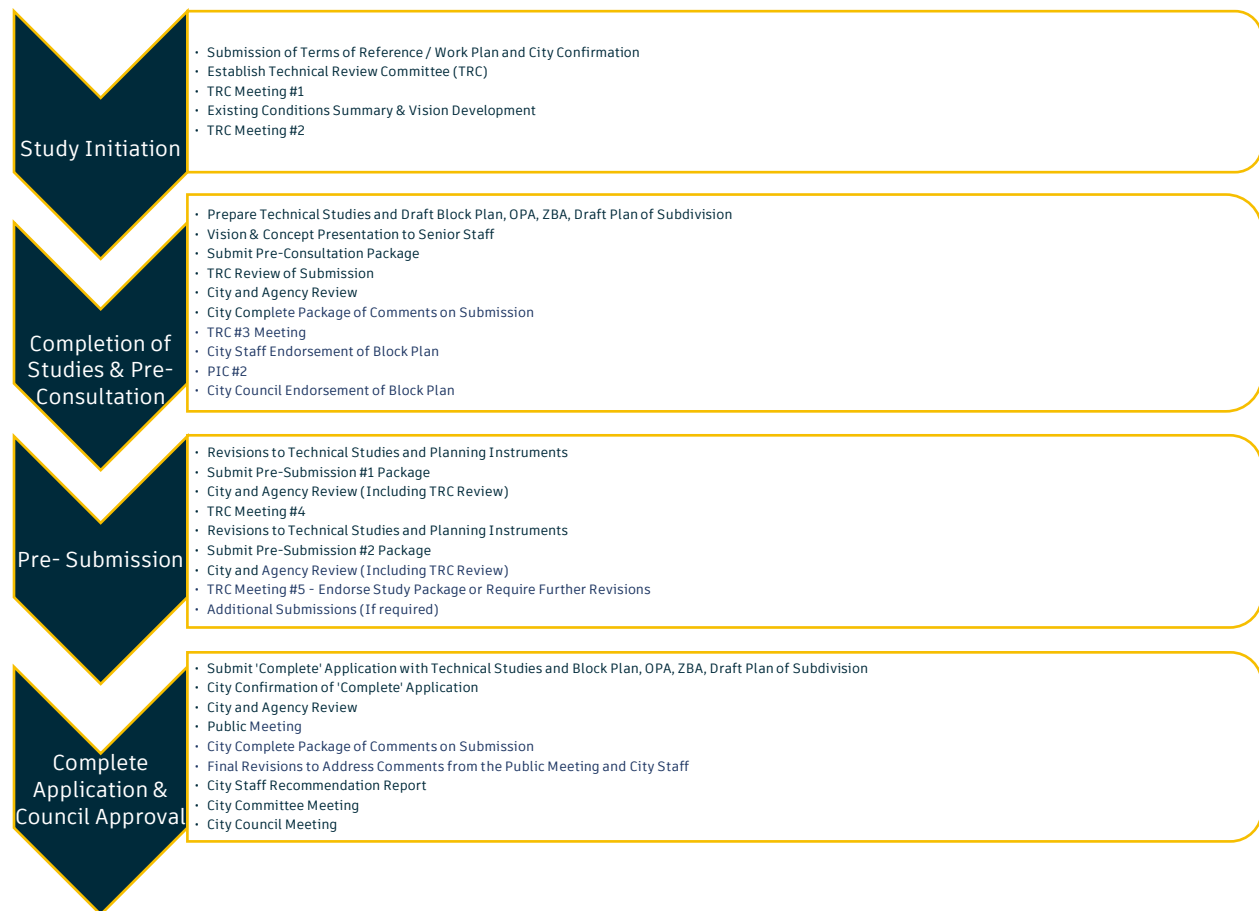 Study Initiation
• Submission of Terms of Reference / Work Plan and City Confirmation
• Establish Technical Review Committee (TRC)
• TRC Meeting #1
• Existing Conditions Summary & Vision Development
• TRC Meeting #2
Completion of
Studies & Pre-
Consultation
• Prepare Technical Studies and Draft Block Plan, OPA, ZBA, Draft Plan of Subdivision
• Vision & Concept Presentation to Senior Staff
• Submit Pre-Consultation Package
• TRC Review of Submission
• City and Agency Review
• City Complete Package of Comments on Submission
• TRC #3 Meeting
• City Staff Endorsement of Block Plan
• PIC #2
• City Council Endorsement of Block Plan
Pre- Submission
• Revisions to Technical Studies and Planning Instruments
• Submit Pre-Submission #1 Package
• City and Agency Review (Including TRC Review)
• TRC Meeting #4
• Revisions to Technical Studies and Planning Instruments
• Submit Pre-Submission #2 Package
• City and Agency Review (Including TRC Review)
• TRC Meeting #5 - Endorse Study Package or Require Further Revisions
• Additional Submissions (If required)
Complete
Application &
Council Approval
• Submit 'Complete' Application with Technical Studies and Block Plan, OPA, ZBA, Draft Plan of Subdivision
• City Confirmation of 'Complete' Application
• City and Agency Review
• Public Meeting
• City Complete Package of Comments on Submission
• Final Revisions to Address Comments from the Public Meeting and City Staff
• City Staff Recommendation Report
• City Committee Meeting
• City Council Meeting